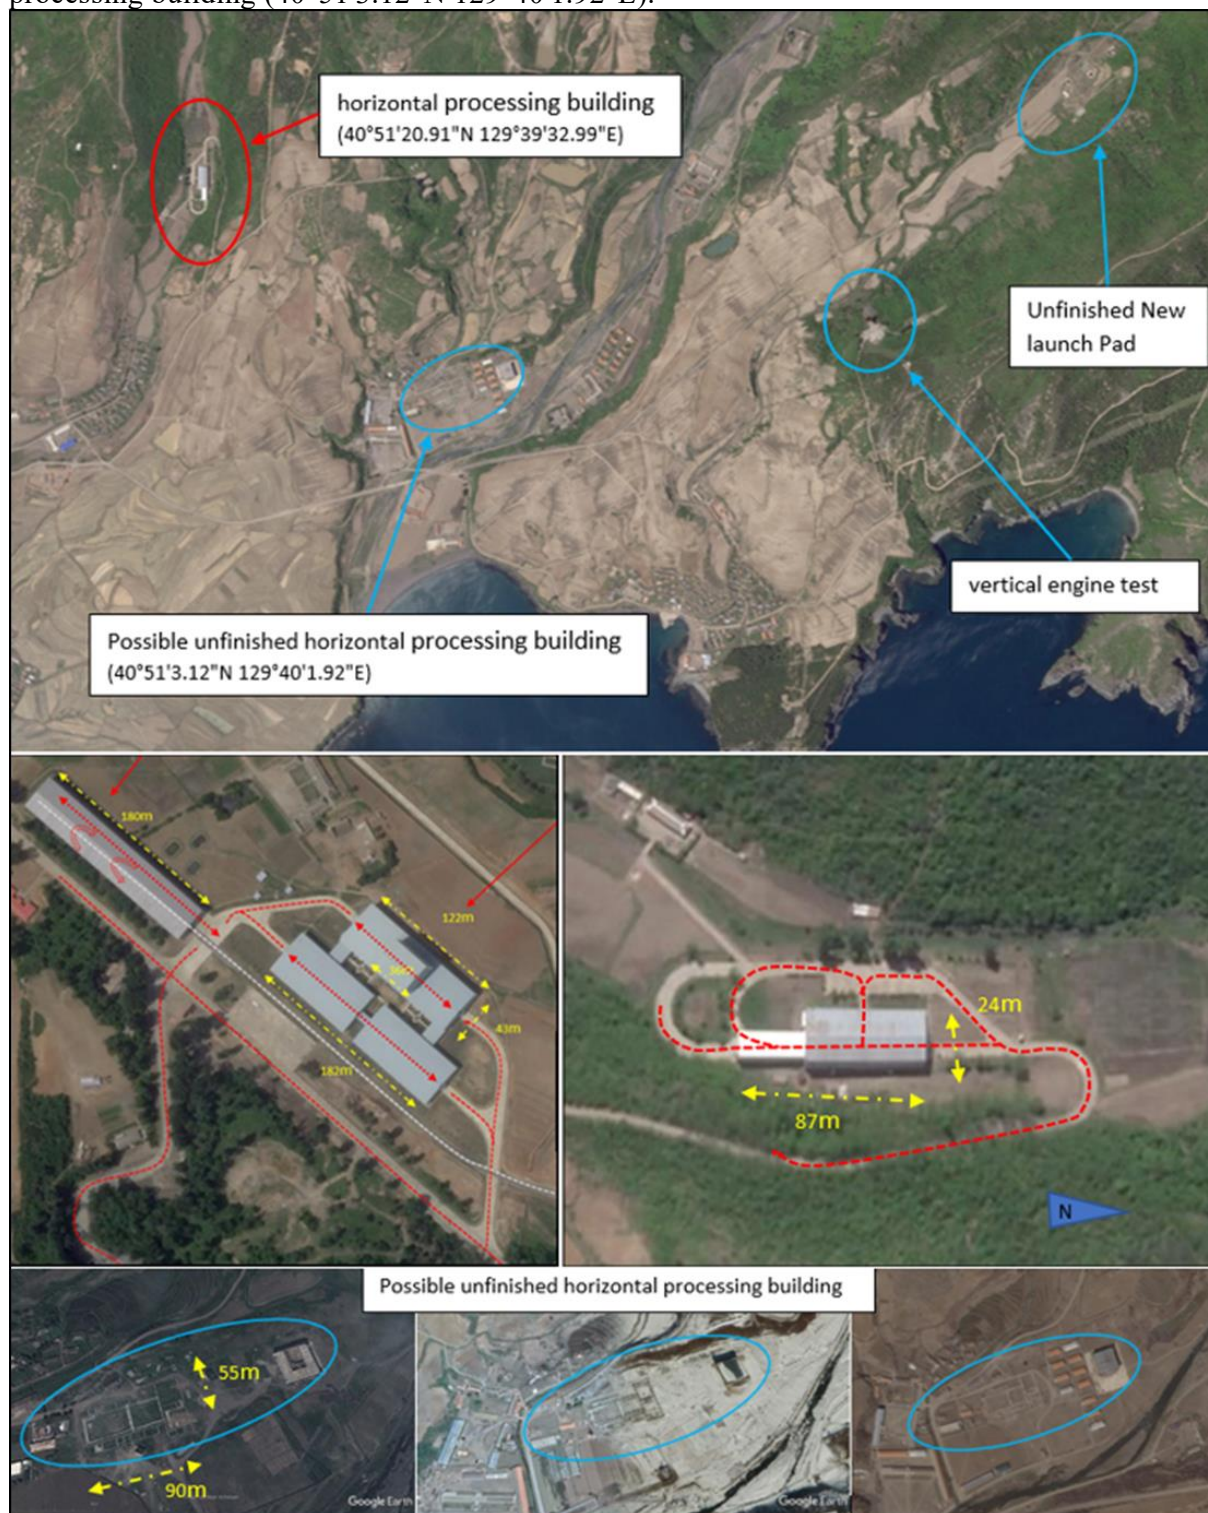 processing building (40°51'3.12"N 129°40'1.92"E).
horizontal processing building
(40°51'20.91"N 129°39'32.99"E)
Unfinished New
launch Pad
vertical engine test
Possible unfinished horizontal processing building
(40°51'3.12"N 129°40'1.92"E)
180m
122m
43m
182m
24m
87m
N
Possible unfinished horizontal processing building
55m
90m
Google Earth
Google Earth